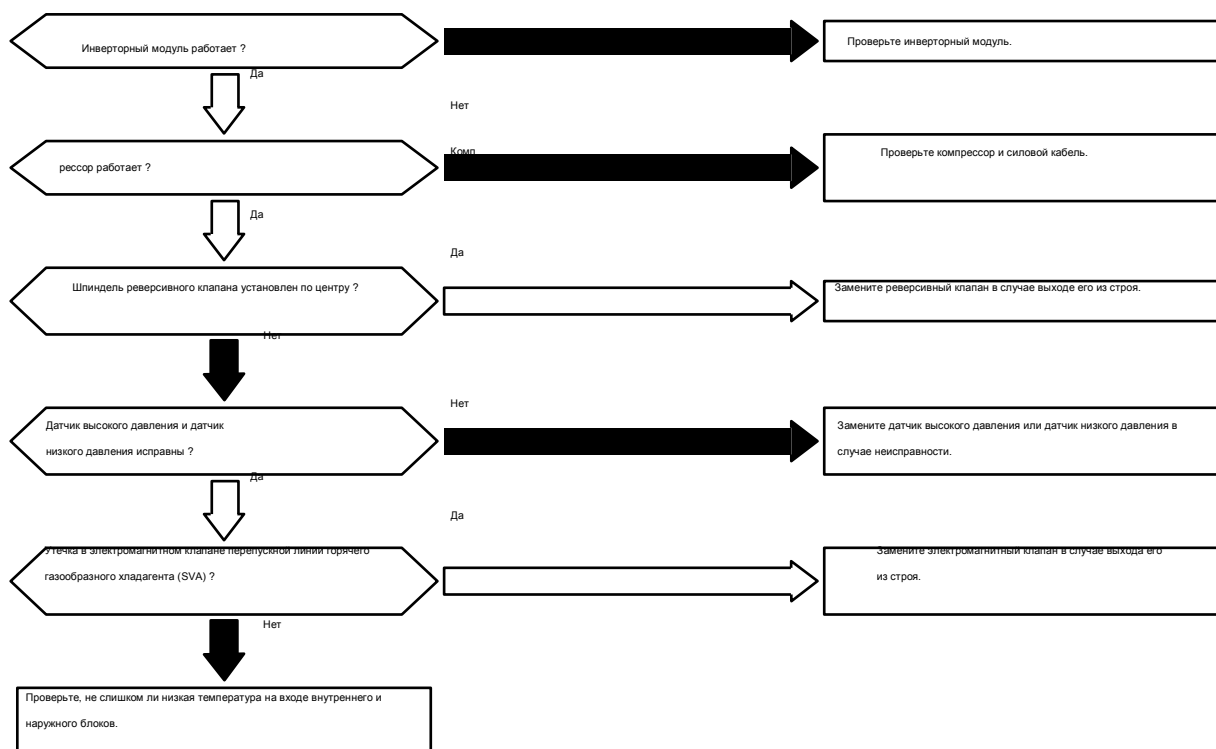 Инверторный модуль работает ?
Проверьте инверторный модуль.
Да
Нет
Комп
рессор работает ?
Проверьте компрессор и силовой кабель.
Да
Да
Шпиндель реверсивного клапана установлен по центру ?
Замените реверсивный клапан в случае выходе его из строя.
Нет
Нет
Датчик высокого давления и датчик
низкого давления исправны ?
Замените датчик высокого давления или датчик низкого давления в
случае неисправности.
Да
Да
Утечка в электромагнитном клапане перепускной линии горячего
газообразного хладагента (SVA) ?
Замените электромагнитный клапан в случае выхода его
из строя.
Нет
Проверьте, не слишком ли низкая температура на входе внутреннего и
наружного блоков.